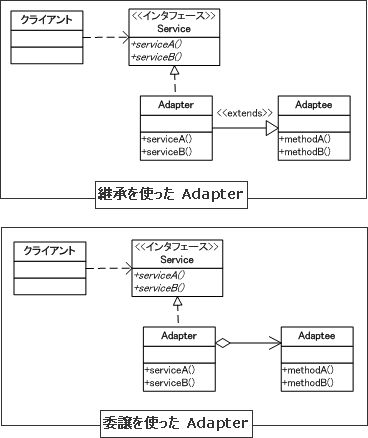 クライアント
<<インタフェース>>
Service
+serviceA()
+serviceB()
Adapter
+serviceA()
+serviceB()
<<extends>>
Adaptee
+methodA()
+methodB()
継承を使った Adapter
クライアント
<<インタフェース>>
Service
+serviceA()
+serviceB()
Adapter
+serviceA()
+serviceB()
Adaptee
+methodA()
+methodB()
委譲を使った Adapter